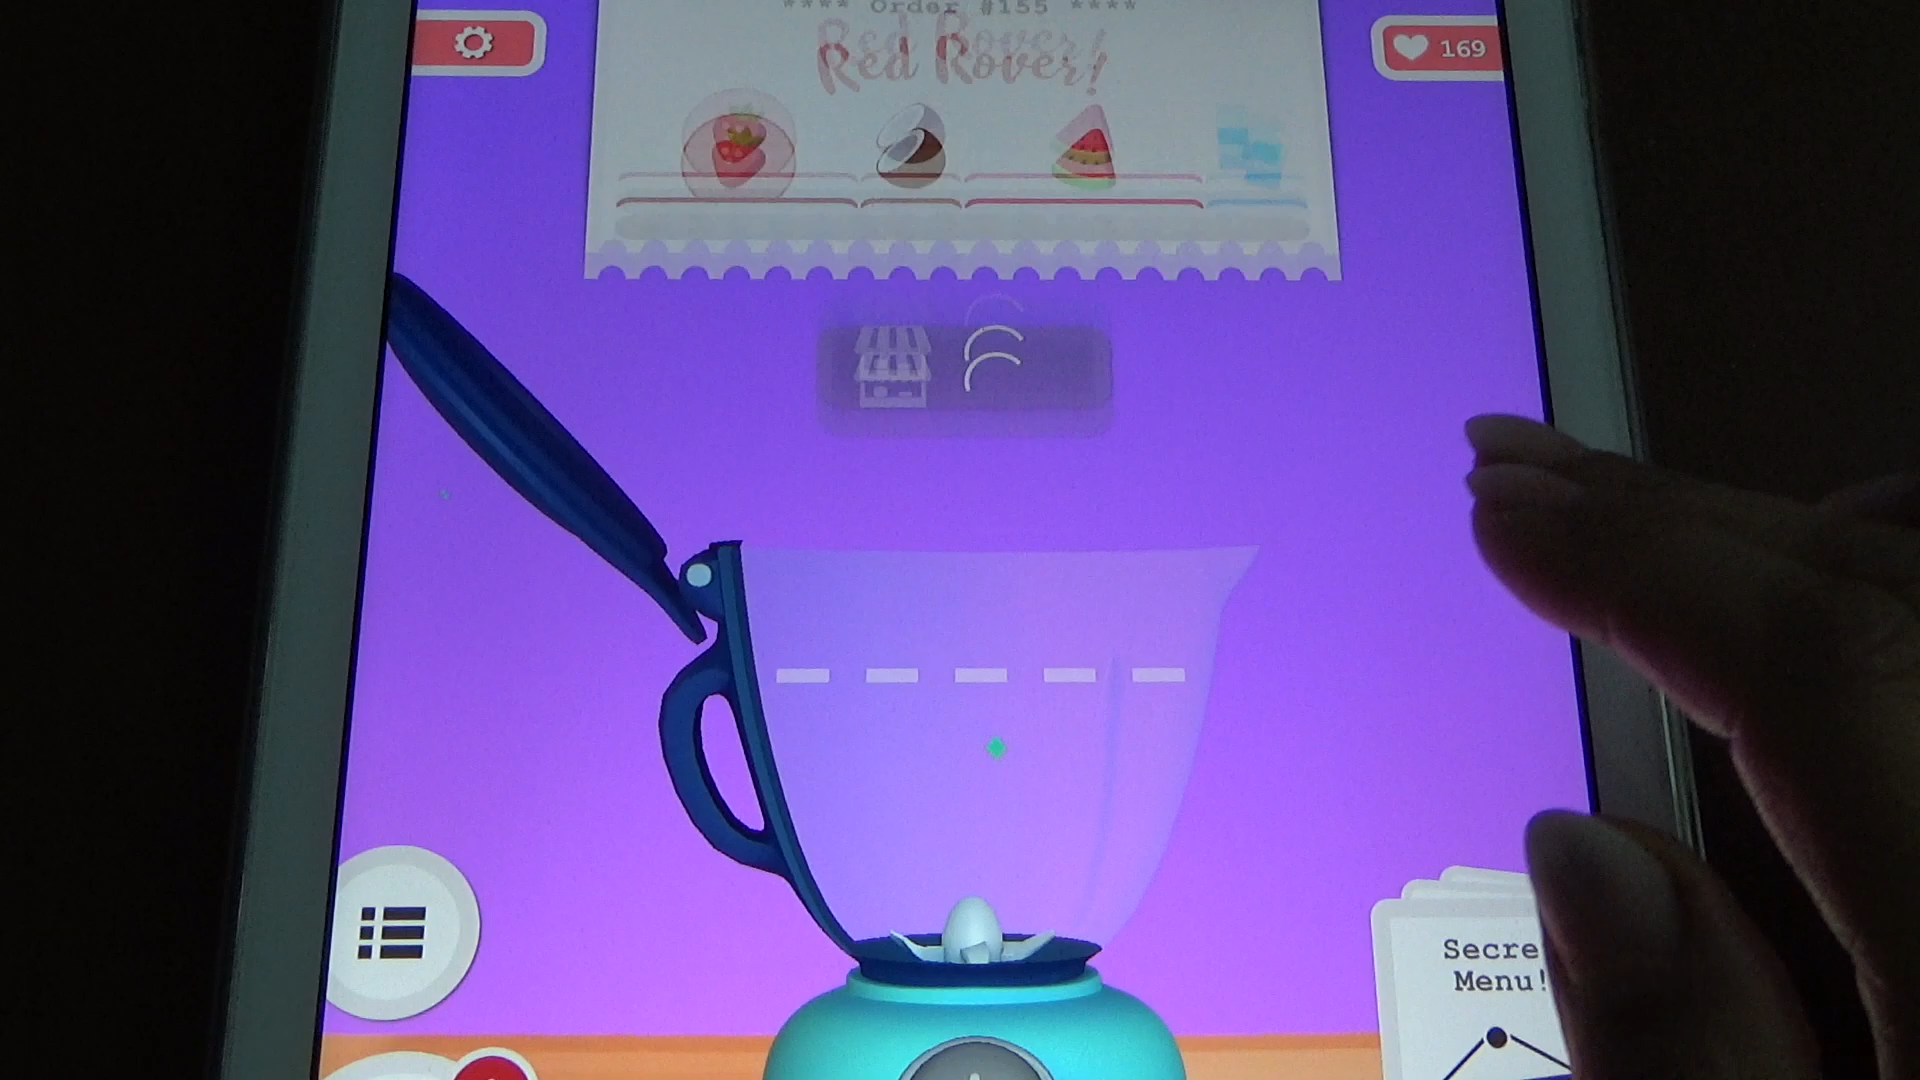 **** Order #155 ****
Red Rover!
169
Secre
Menu!